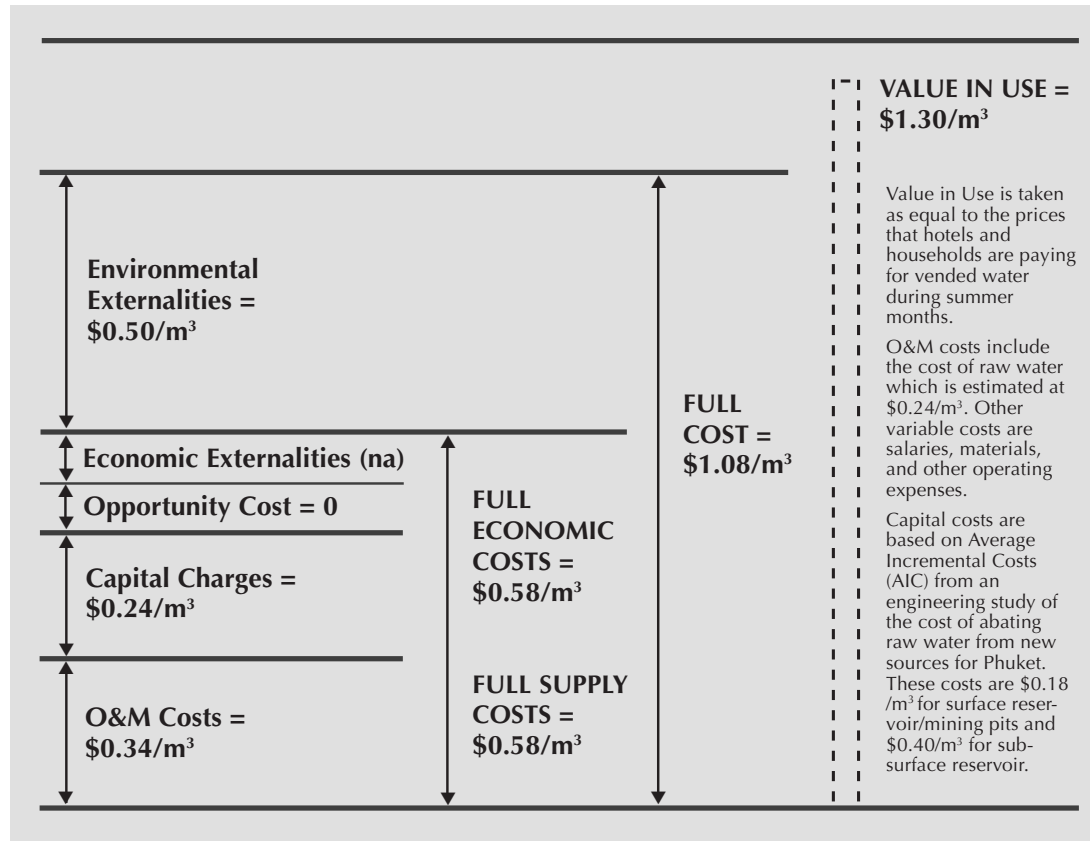 Environmental
Externalities =
$0.50/m³
Economic Externalities (na)
Opportunity Cost = 0
Capital Charges =
$0.24/m³
O&M Costs =
$0.34/m³
FULL
ECONOMIC
COSTS =
$0.58/m³
FULL SUPPLY
COSTS =
$0.58/m³
FULL
COST =
$1.08/m³
VALUE IN USE =
$1.30/m³
Value in Use is taken
as equal to the prices
that hotels and
households are paying
for vended water
during summer
months.
O&M costs include
the cost of raw water
which is estimated at
$0.24/m³. Other
variable costs are
salaries, materials,
and other operating
expenses.
Capital costs are
based on Average
Incremental Costs
(AIC) from an
engineering study of
the cost of abating
raw water from new
sources for Phuket.
These costs are $0.18
/m³ for surface reser-
voir/mining pits and
$0.40/m³ for sub-
surface reservoir.